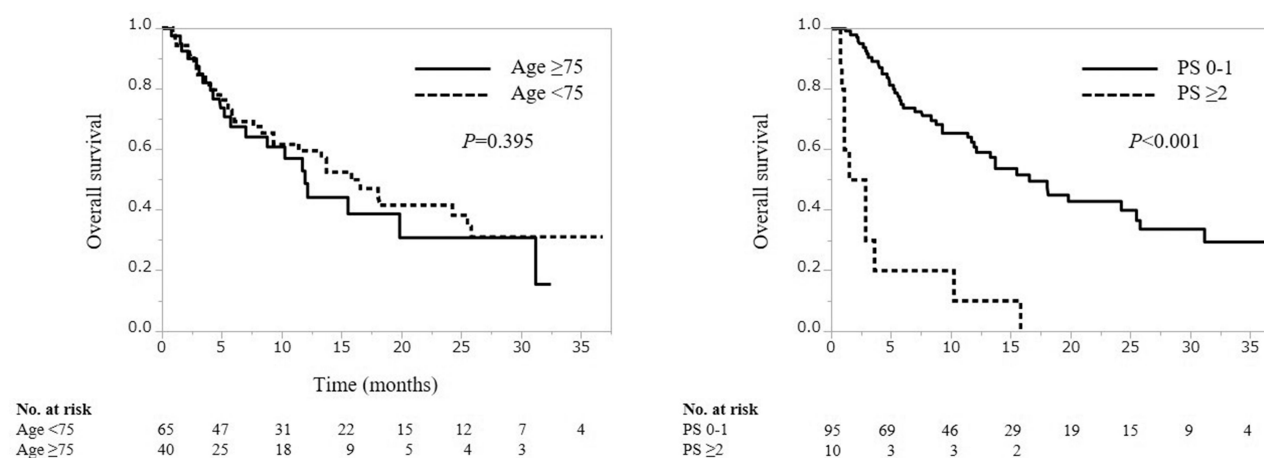 1.0
0.8
0.6
0.4
0.2
0.0
Overall survival
Age ≥75
Age <75
P=0.395
0 5 10 15 20 25 30 35
Time (months)
No. at risk
Age <75 65 47 31 22 15 12 7 4
Age ≥75 40 25 18 9 5 4 3
1.0
0.8
0.6
0.4
0.2
0.0
Overall survival
PS 0-1
PS ≥2
P<0.001
0 5 10 15 20 25 30 35
No. at risk
PS 0-1 95 69 46 29 19 15 9 4
PS ≥2 10 3 3 2